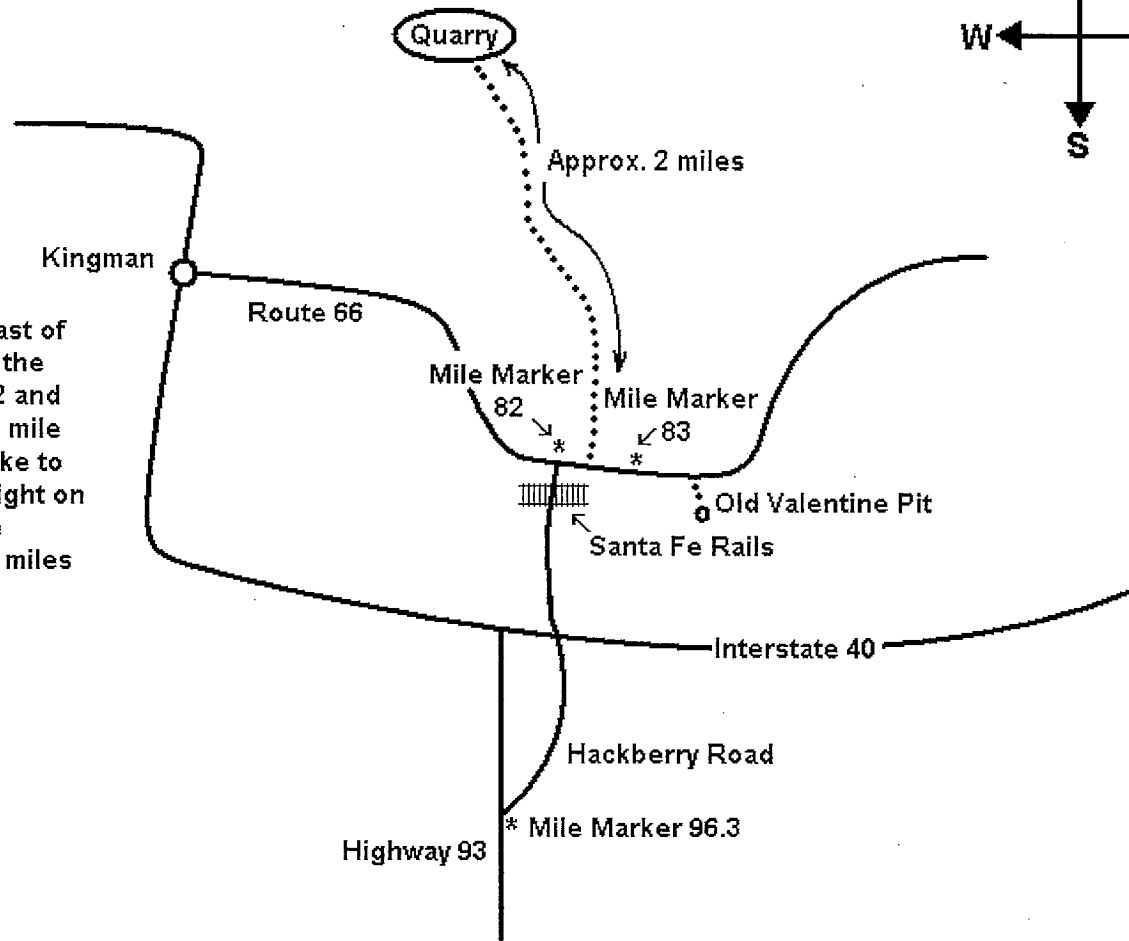 Quarry
W
S
Approx. 2 miles
Kingman
Route 66
ast of
the
2 and
mile
ke to
ight on
miles
Mile Marker
82
Mile Marker
83
Old Valentine Pit
Santa Fe Rails
Interstate 40
Hackberry Road
* Mile Marker 96.3
Highway 93